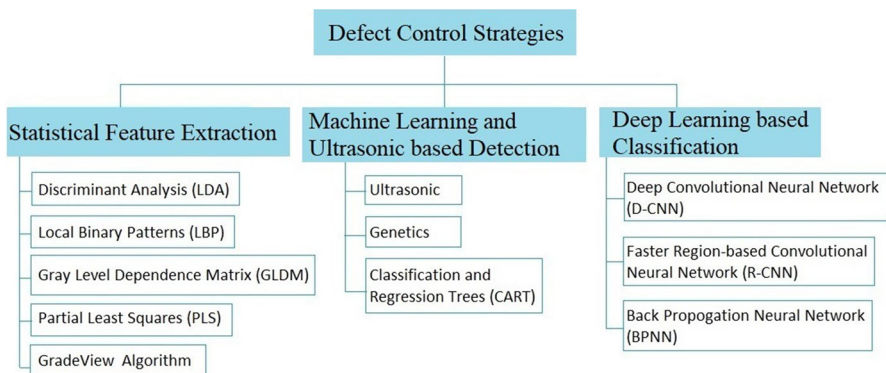 Defect Control Strategies
Statistical Feature Extraction
Discriminant Analysis (LDA)
Local Binary Patterns (LBP)
Gray Level Dependence Matrix (GLDM)
Partial Least Squares (PLS)
GradeView Algorithm
Machine Learning and
Ultrasonic based Detection
Ultrasonic
Genetics
Classification and
Regression Trees (CART)
Deep Learning based
Classification
Deep Convolutional Neural Network
(D-CNN)
Faster Region-based Convolutional
Neural Network (R-CNN)
Back Propogation Neural Network
(BPNN)